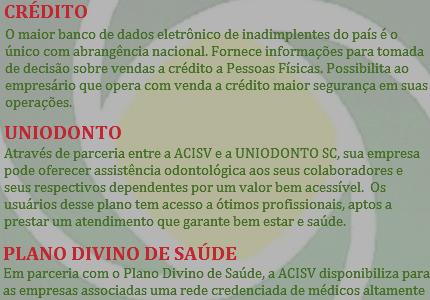 CRÉDITO
O maior banco de dados eletrônico de inadimplentes do país é o
único com abrangência nacional. Fornece informações para tomada
de decisão sobre vendas a crédito a Pessoas Físicas. Possibilita ao
empresário que opera com venda a crédito maior segurança em suas
operações.
UNIODONTO
Através de parceria entre a ACISV e a UNIODONTO SC, sua empresa
pode oferecer assistência odontológica aos seus colaboradores e
seus respectivos dependentes por um valor bem acessível. Os
usuários desse plano tem acesso a ótimos profissionais, aptos a
prestar um atendimento que garante bem estar e saúde.
PLANO DIVINO DE SAÚDE
Em parceria com o Plano Divino de Saúde, a ACISV disponibiliza para
as empresas associadas uma rede credenciada de médicos altamente